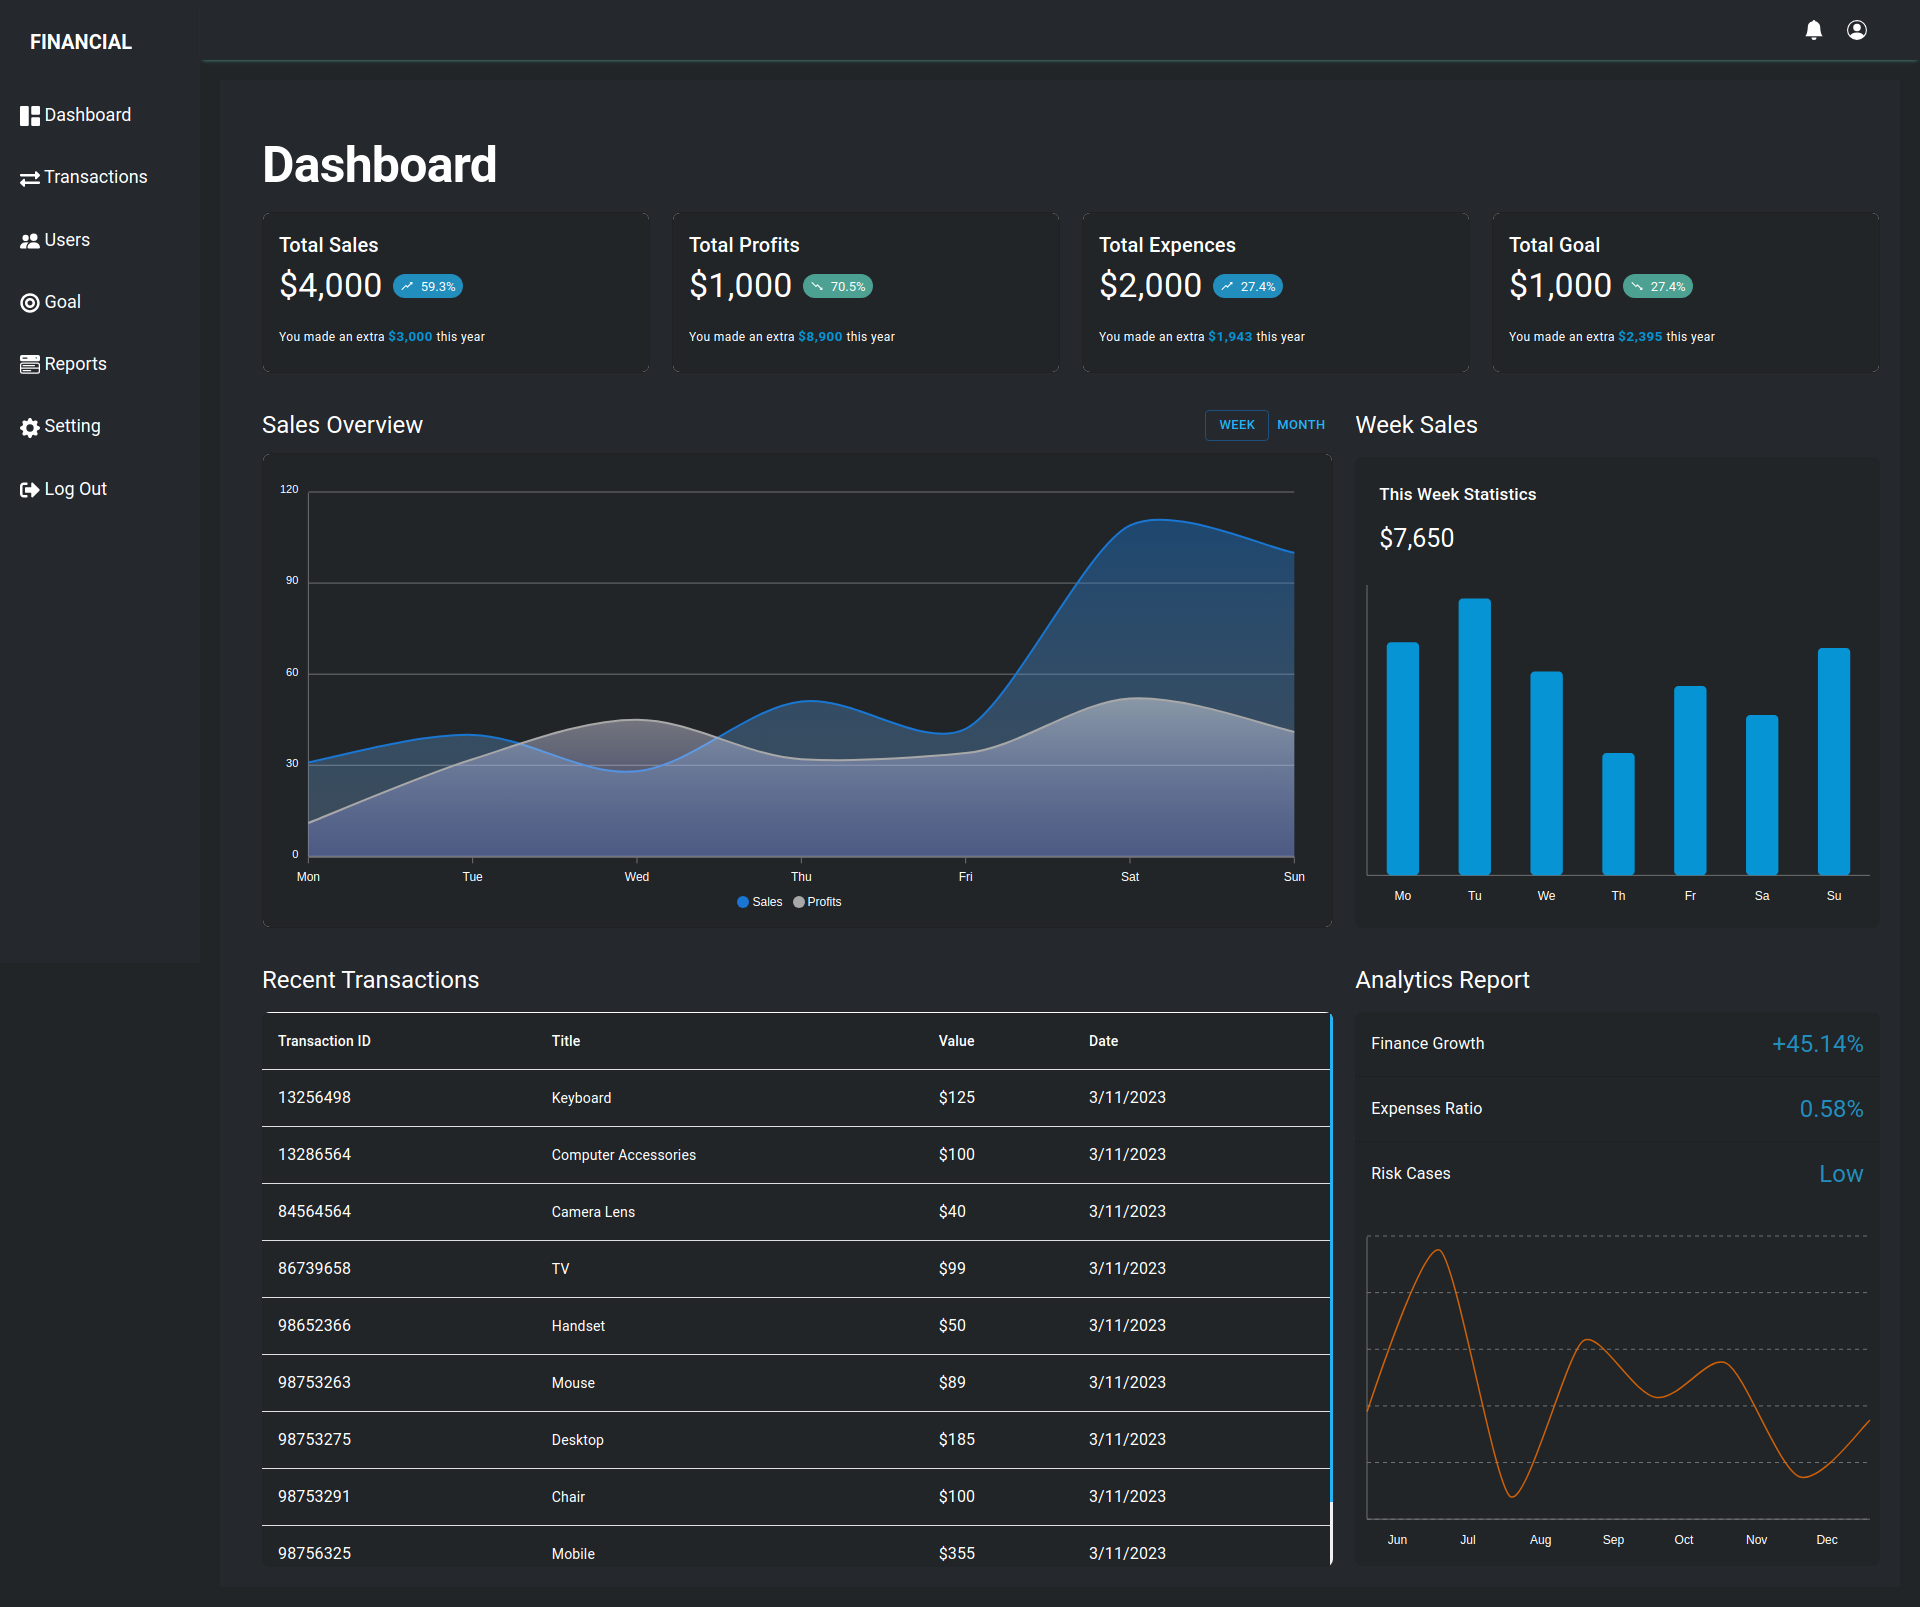 FINANCIAL
Dashboard
Transactions
Users
Goal
Reports
Setting
Log Out
Dashboard
Total Sales
$4,000 59.3%
You made an extra $3,000 this year
Total Profits
$1,000 70.5%
You made an extra $8,900 this year
Total Expences
$2,000 27.4%
You made an extra $1,943 this year
Total Goal
$1,000 27.4%
You made an extra $2,395 this year
Sales Overview
WEEK MONTH
120
90
60
30
0
Mon Tue Wed Thu Fri Sat Sun
Sales Profits
Week Sales
This Week Statistics
$7,650
Mo Tu We Th Fr Sa Su
Recent Transactions
Transaction ID Title Value Date
13256498 Keyboard $125 3/11/2023
13286564 Computer Accessories $100 3/11/2023
84564564 Camera Lens $40 3/11/2023
86739658 TV $99 3/11/2023
98652366 Handset $50 3/11/2023
98753263 Mouse $89 3/11/2023
98753275 Desktop $185 3/11/2023
98753291 Chair $100 3/11/2023
98756325 Mobile $355 3/11/2023
Analytics Report
Finance Growth +45.14%
Expenses Ratio 0.58%
Risk Cases Low
Jun Jul Aug Sep Oct Nov Dec